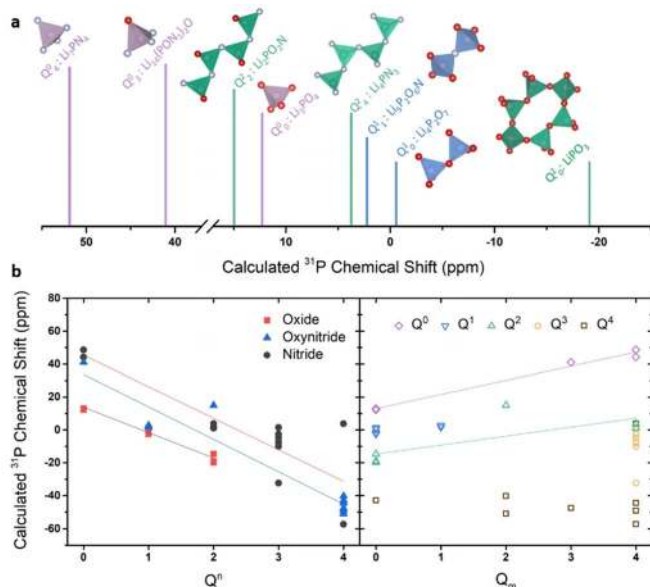 a
Q⁰₄ : Li₇PN₄
Q⁰₃ : Li₁₄(PON₃)₂O
Q²₂ : Li₂PO₂N
Q⁰₀ : Li₃PO₄
Q²₄ : Li₄PN₃
Q¹₁ : Li₅P₂O₆N
Q¹₀ : Li₄P₂O₇
Q²₀ : LiPO₃
50 40 10 0 -10 -20
Calculated ³¹P Chemical Shift (ppm)
b
Calculated ³¹P Chemical Shift (ppm)
80
60
40
20
0
-20
-40
-60
Oxide
Oxynitride
Nitride
Q⁰ Q¹ Q² Q³ Q⁴
0 1 2 3 4 0 1 2 3 4
Qⁿ Qₘ